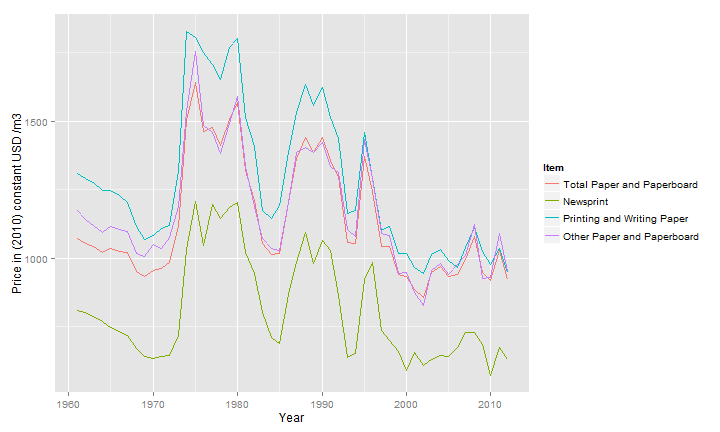 Price in (2010) constant USD /m3
1500
1000
1960 1970 1980 1990 2000 2010
Year
Item
Total Paper and Paperboard
Newsprint
Printing and Writing Paper
Other Paper and Paperboard